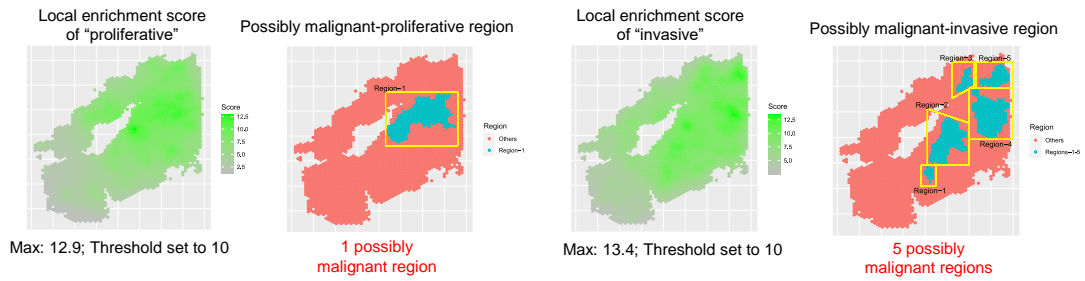 Local enrichment score
of “proliferative”
Score
12.5
10.0
7.5
5.0
2.5
Max: 12.9; Threshold set to 10
Possibly malignant-proliferative region
Region−1
Region
Others
Region−1
1 possibly
malignant region
Local enrichment score
of “invasive”
Score
12.5
10.0
7.5
5.0
Max: 13.4; Threshold set to 10
Possibly malignant-invasive region
Region−3
Region−5
Region−2
Region−4
Region−1
Region
Others
Regions−1-5
5 possibly
malignant regions